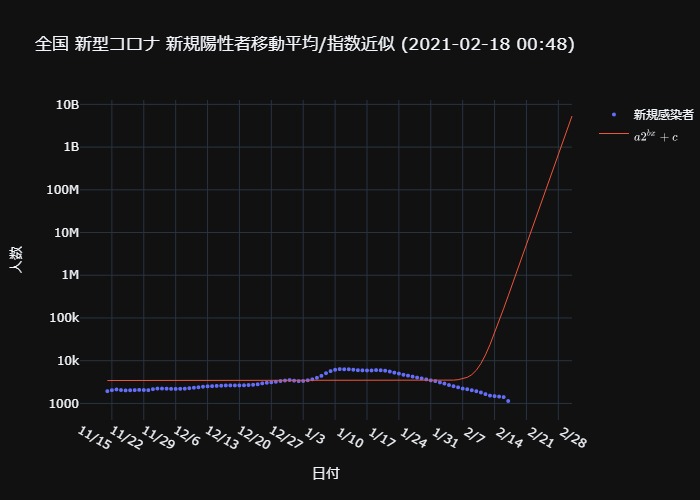 全国 新型コロナ 新規陽性者移動平均/指数近似 (2021-02-18 00:48)
10B
1B
100M
10M
1M
100k
10k
1000
人数
11/15
11/22
11/29
12/6
12/13
12/20
12/27
1/3
1/10
1/17
1/24
1/31
2/7
2/14
2/21
2/28
日付
新規感染者
a2^{bx} + c